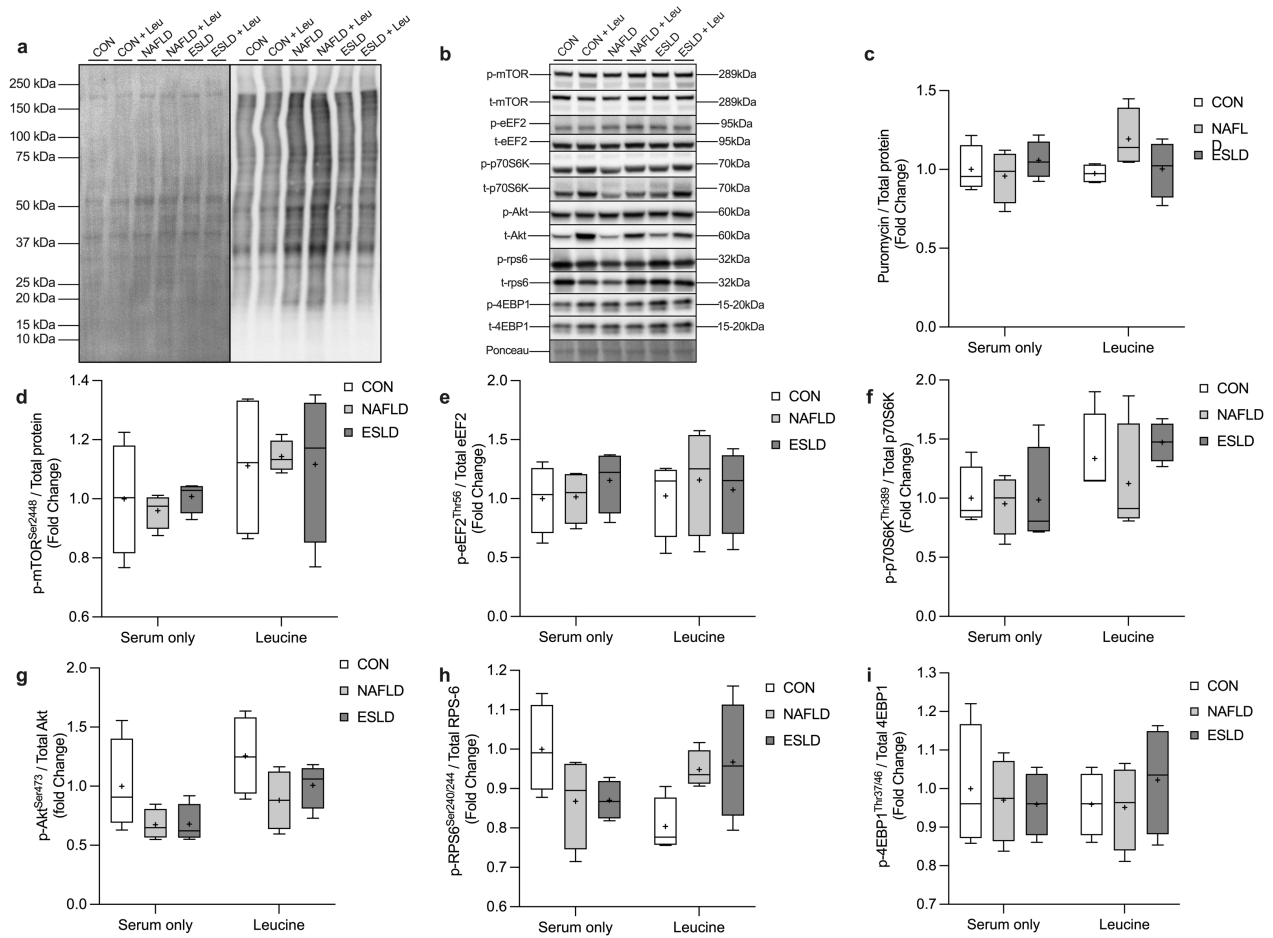 a
CON
CON + Leu
NAFLD
NAFLD + Leu
ESLD
ESLD + Leu
CON
CON + Leu
NAFLD
NAFLD + Leu
ESLD
ESLD + Leu
250 kDa
150 kDa
100 kDa
75 kDa
50 kDa
37 kDa
25 kDa
20 kDa
15 kDa
10 kDa
b
CON
CON + Leu
NAFLD
NAFLD + Leu
ESLD
ESLD + Leu
p-mTOR 289kDa
t-mTOR 289kDa
p-eEF2 95kDa
t-eEF2 95kDa
p-p70S6K 70kDa
t-p70S6K 70kDa
p-Akt 60kDa
t-Akt 60kDa
p-rps6 32kDa
t-rps6 32kDa
p-4EBP1 15-20kDa
t-4EBP1 15-20kDa
Ponceau
c
Puromycin / Total protein
(Fold Change)
1.5
1.0
0.5
0.0
Serum only
Leucine
CON
NAFL
D
ESLD
d
p-mTORSer2448 / Total protein
(Fold Change)
1.4
1.2
1.0
0.8
0.6
Serum only
Leucine
CON
NAFLD
ESLD
e
p-eEF2Thr56 / Total eEF2
(Fold Change)
2.0
1.5
1.0
0.5
0.0
Serum only
Leucine
CON
NAFLD
ESLD
f
p-p70S6KThr389 / Total p70S6K
(Fold Change)
2.0
1.5
1.0
0.5
0.0
Serum only
Leucine
CON
NAFLD
ESLD
g
p-AktSer473 / Total Akt
(fold Change)
2.0
1.5
1.0
0.5
0.0
Serum only
Leucine
CON
NAFLD
ESLD
h
p-RPS6Ser240/244 / Total RPS-6
(Fold Change)
1.2
1.1
1.0
0.9
0.8
0.7
0.6
Serum only
Leucine
CON
NAFLD
ESLD
i
p-4EBP1Thr37/46 / Total 4EBP1
(Fold Change)
1.3
1.2
1.1
1.0
0.9
0.8
0.7
Serum only
Leucine
CON
NAFLD
ESLD